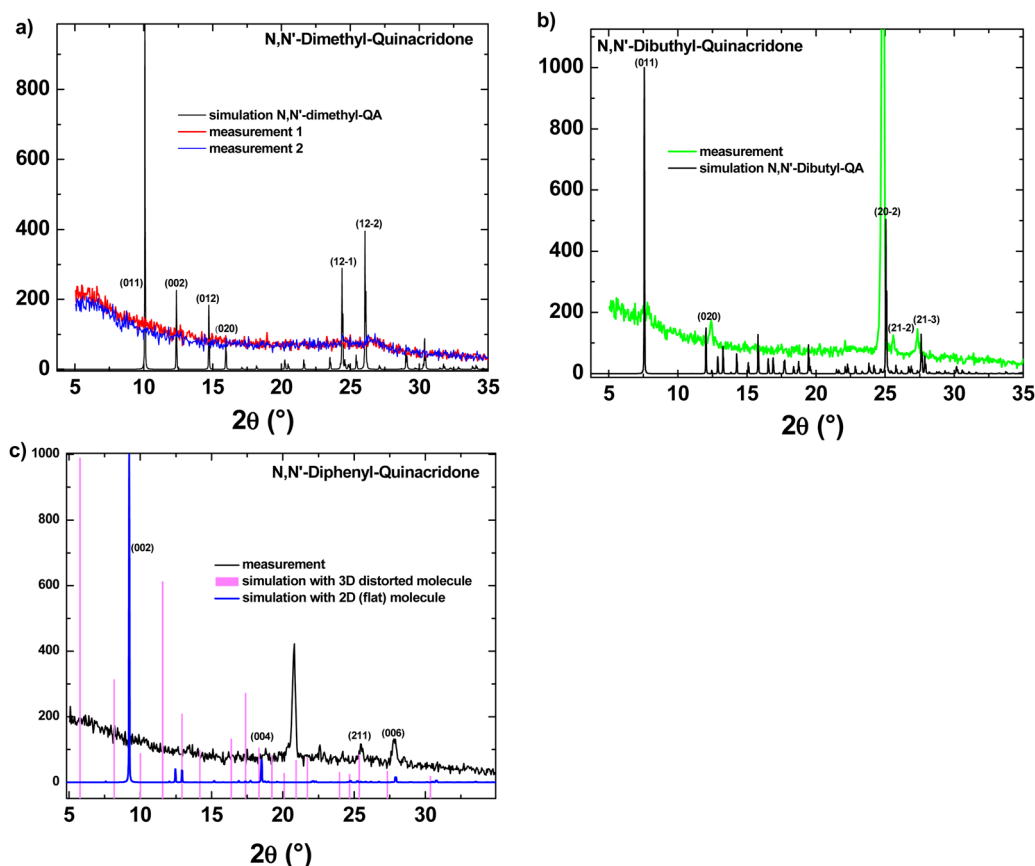 a)
N,N'-Dimethyl-Quinacridone
simulation N,N'-dimethyl-QA
measurement 1
measurement 2
(011)
(002)
(012)
(020)
(12-1)
(12-2)
800
600
400
200
0
5 10 15 20 25 30 35
2θ (°)
b)
N,N'-Dibuthyl-Quinacridone
(011)
measurement
simulation N,N'-Dibutyl-QA
(020)
(20-2)
(21-2)
(21-3)
1000
800
600
400
200
0
5 10 15 20 25 30 35
2θ (°)
c)
N,N'-Diphenyl-Quinacridone
(002)
measurement
simulation with 3D distorted molecule
simulation with 2D (flat) molecule
(004)
(211)
(006)
1000
800
600
400
200
0
5 10 15 20 25 30
2θ (°)